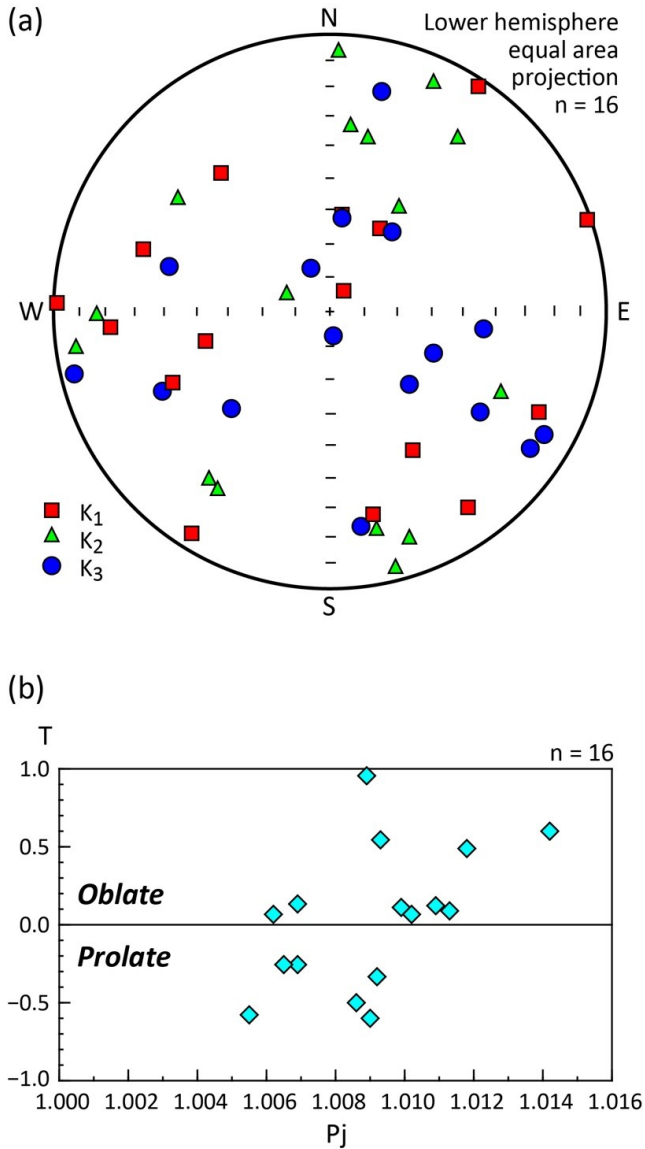 (a)
N
Lower hemisphere
equal area
projection
n = 16
W
E
K1
K2
K3
S
(b)
T
n = 16
1.0
0.5
Oblate
0.0
Prolate
−0.5
−1.0
1.000 1.002 1.004 1.006 1.008 1.010 1.012 1.014 1.016
Pj